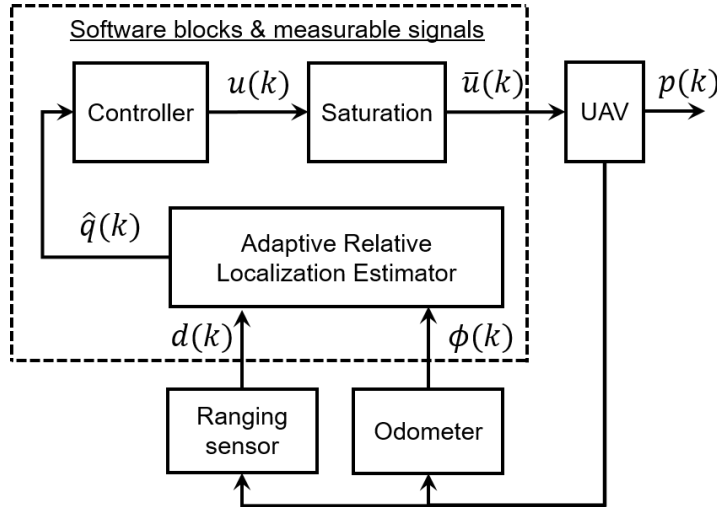 Software blocks & measurable signals
Controller
u(k)
Saturation
ū(k)
UAV
p(k)
q̂(k)
Adaptive Relative
Localization Estimator
d(k)
ϕ(k)
Ranging
sensor
Odometer